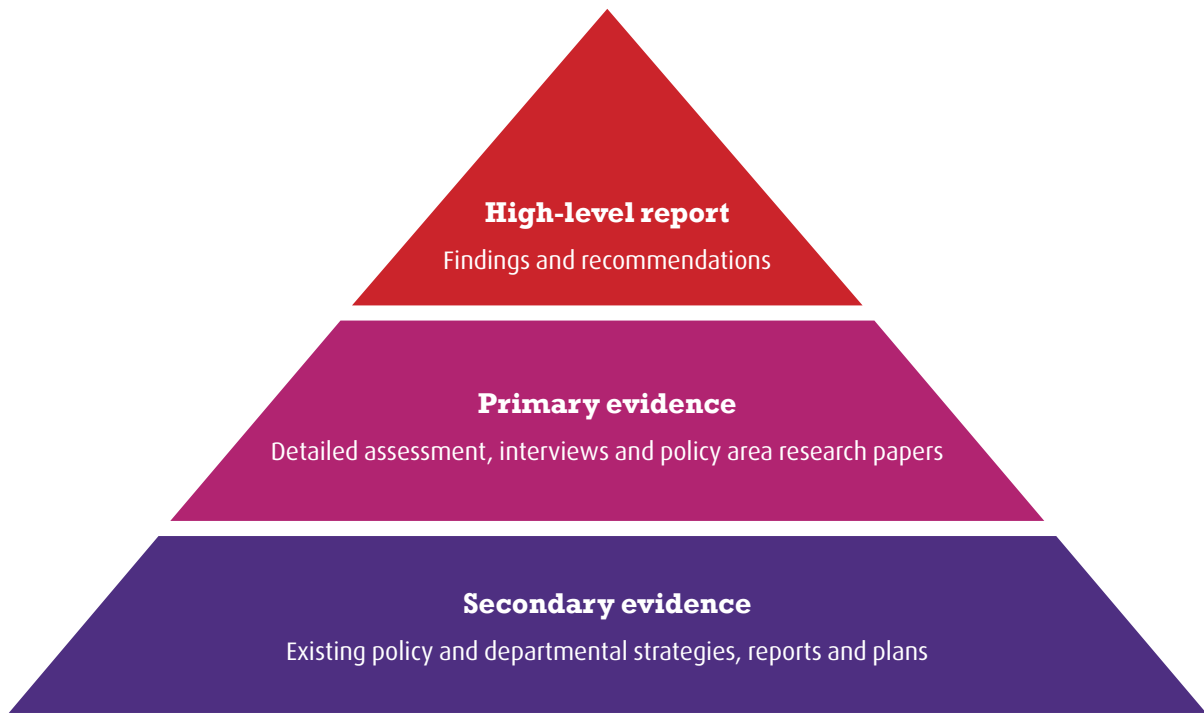 High-level report
Findings and recommendations
Primary evidence
Detailed assessment, interviews and policy area research papers
Secondary evidence
Existing policy and departmental strategies, reports and plans